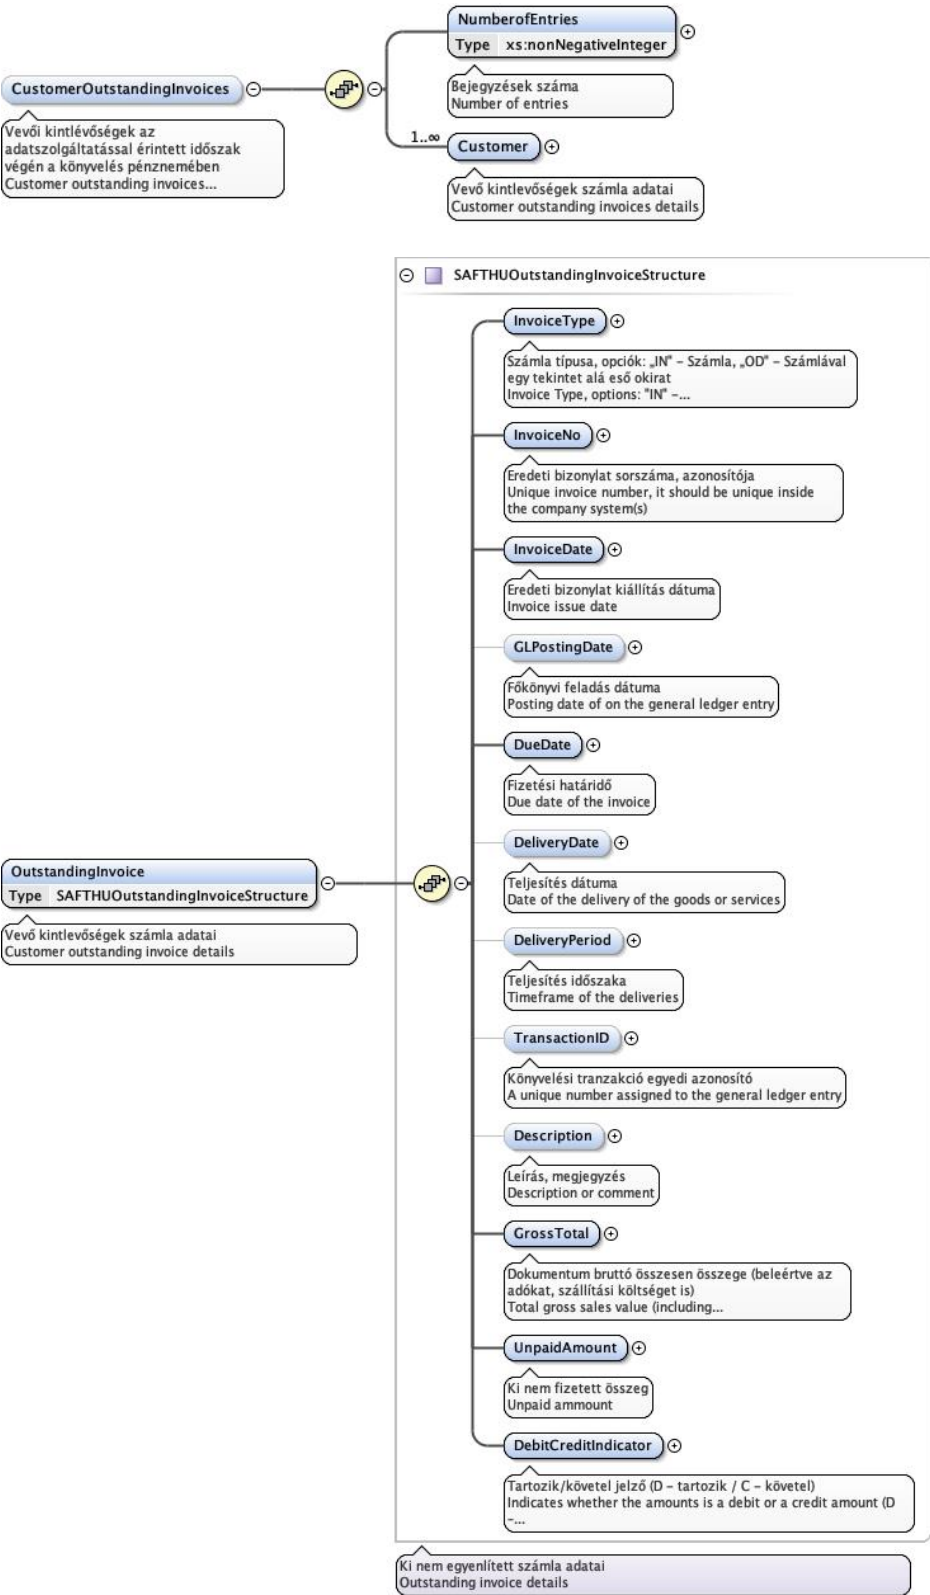 NumberofEntries
Type xs:nonNegativeInteger
Bejegyzések száma
Number of entries
CustomerOutstandingInvoices
Vevői kintlévőségek az
adatszolgáltatással érintett időszak
végén a könyvelés pénznemében
Customer outstanding invoices...
1..∞
Customer
Vevő kintlevőségek számla adatai
Customer outstanding invoices details
SAFTHUOutstandingInvoiceStructure
InvoiceType
Számla típusa, opciók: „IN" – Számla, „OD" – Számlával
egy tekintet alá eső okirat
Invoice Type, options: "IN" –...
InvoiceNo
Eredeti bizonylat sorszáma, azonosítója
Unique invoice number, it should be unique inside
the company system(s)
InvoiceDate
Eredeti bizonylat kiállítás dátuma
Invoice issue date
GLPostingDate
Főkönyvi feladás dátuma
Posting date of on the general ledger entry
DueDate
Fizetési határidő
Due date of the invoice
DeliveryDate
Teljesítés dátuma
Date of the delivery of the goods or services
OutstandingInvoice
Type SAFTHUOutstandingInvoiceStructure
Vevő kintlevőségek számla adatai
Customer outstanding invoice details
DeliveryPeriod
Teljesítés időszaka
Timeframe of the deliveries
TransactionID
Könyvelési tranzakció egyedi azonosító
A unique number assigned to the general ledger entry
Description
Leírás, megjegyzés
Description or comment
GrossTotal
Dokumentum bruttó összesen összege (beleértve az
adókat, szállítási költséget is)
Total gross sales value (including...
UnpaidAmount
Ki nem fizetett összeg
Unpaid ammount
DebitCreditIndicator
Tartozik/követel jelző (D – tartozik / C – követel)
Indicates whether the amounts is a debit or a credit amount (D
–...
Ki nem egyenlített számla adatai
Outstanding invoice details